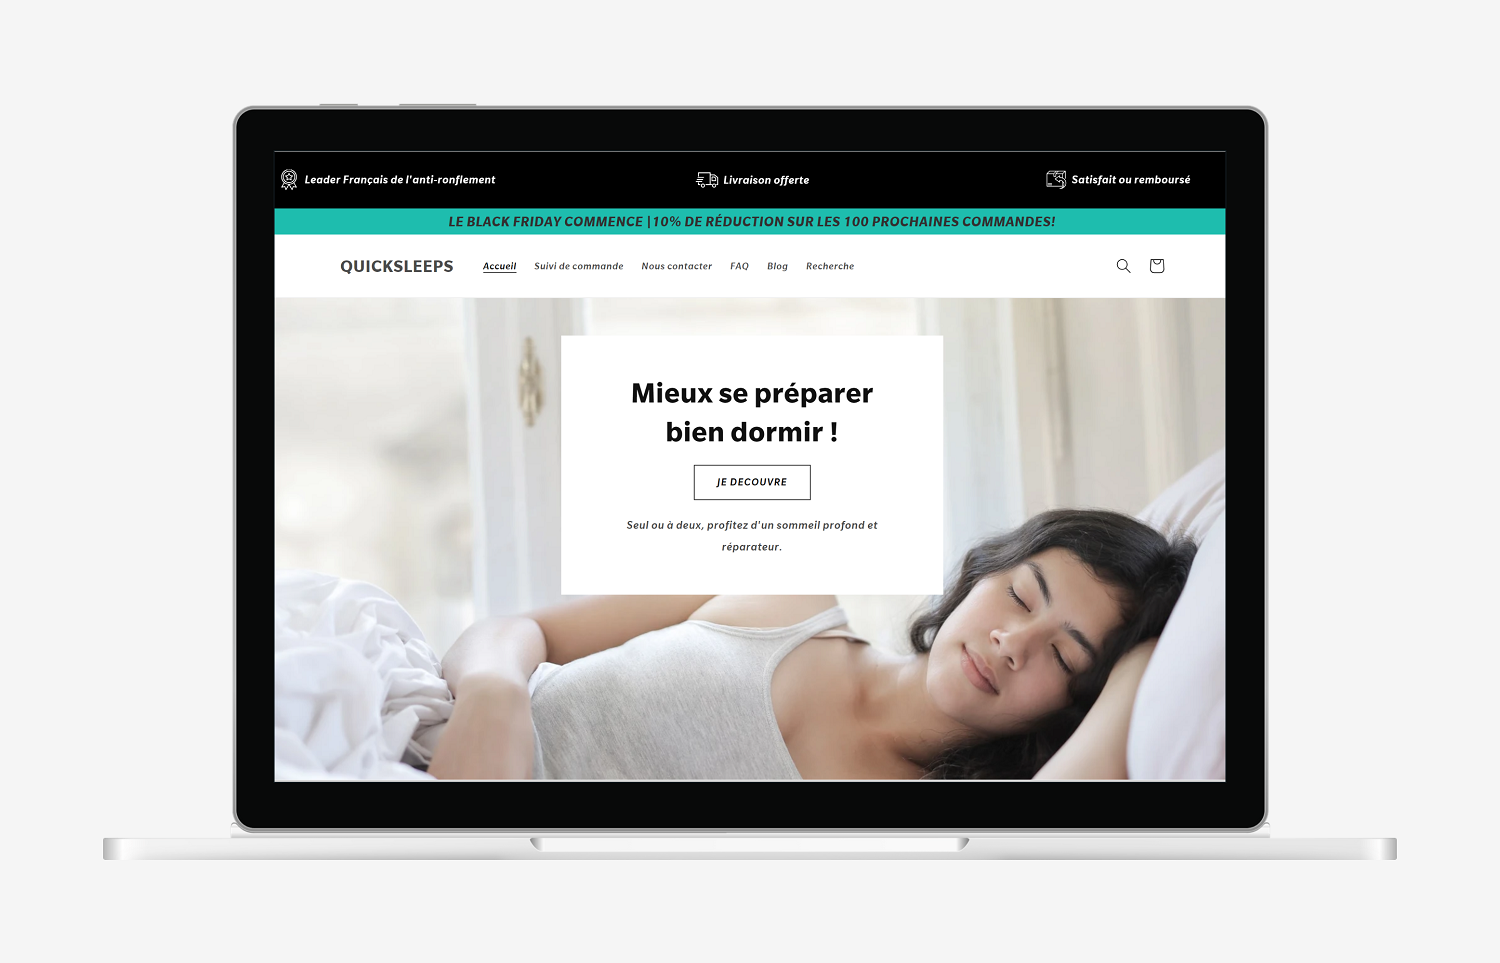 Leader Français de l'anti-ronflement
Livraison offerte
Satisfait ou remboursé
LE BLACK FRIDAY COMMENCE | 10% DE RÉDUCTION SUR LES 100 PROCHAINES COMMANDES!
QUICKSLEEPS
Accueil
Suivi de commande
Nous contacter
FAQ
Blog
Recherche
Mieux se préparer
bien dormir !
JE DECOUVRE
Seul ou à deux, profitez d'un sommeil profond et
réparateur.